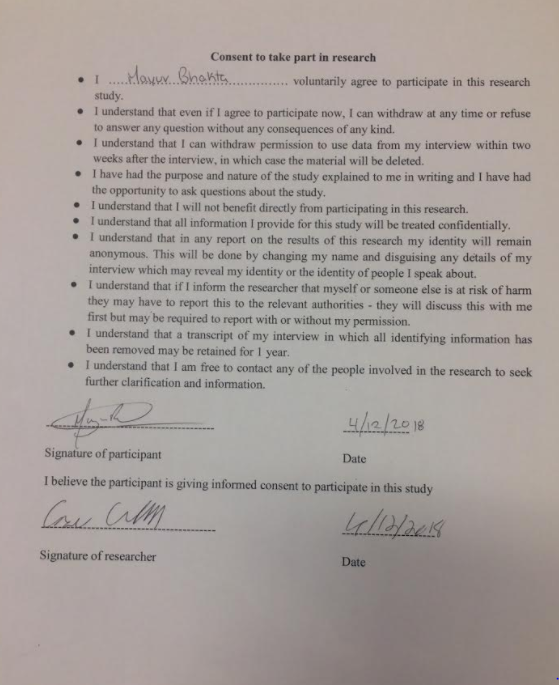 Consent to take part in research
• I ....Mayur Bhakta................ voluntarily agree to participate in this research
study.
• I understand that even if I agree to participate now, I can withdraw at any time or refuse
to answer any question without any consequences of any kind.
• I understand that I can withdraw permission to use data from my interview within two
weeks after the interview, in which case the material will be deleted.
• I have had the purpose and nature of the study explained to me in writing and I have had
the opportunity to ask questions about the study.
• I understand that I will not benefit directly from participating in this research.
• I understand that all information I provide for this study will be treated confidentially.
• I understand that in any report on the results of this research my identity will remain
anonymous. This will be done by changing my name and disguising any details of my
interview which may reveal my identity or the identity of people I speak about.
• I understand that if I inform the researcher that myself or someone else is at risk of harm
they may have to report this to the relevant authorities - they will discuss this with me
first but may be required to report with or without my permission.
• I understand that a transcript of my interview in which all identifying information has
been removed may be retained for 1 year.
• I understand that I am free to contact any of the people involved in the research to seek
further clarification and information.
4/12/2018
Signature of participant Date
I believe the participant is giving informed consent to participate in this study
4/12/2018
Signature of researcher Date